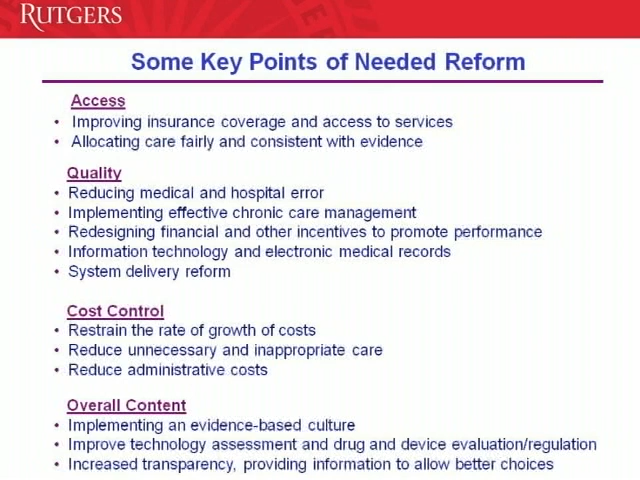 RUTGERS
Some Key Points of Needed Reform
Access
• Improving insurance coverage and access to services
• Allocating care fairly and consistent with evidence
Quality
• Reducing medical and hospital error
• Implementing effective chronic care management
• Redesigning financial and other incentives to promote performance
• Information technology and electronic medical records
• System delivery reform
Cost Control
• Restrain the rate of growth of costs
• Reduce unnecessary and inappropriate care
• Reduce administrative costs
Overall Content
• Implementing an evidence-based culture
• Improve technology assessment and drug and device evaluation/regulation
• Increased transparency, providing information to allow better choices